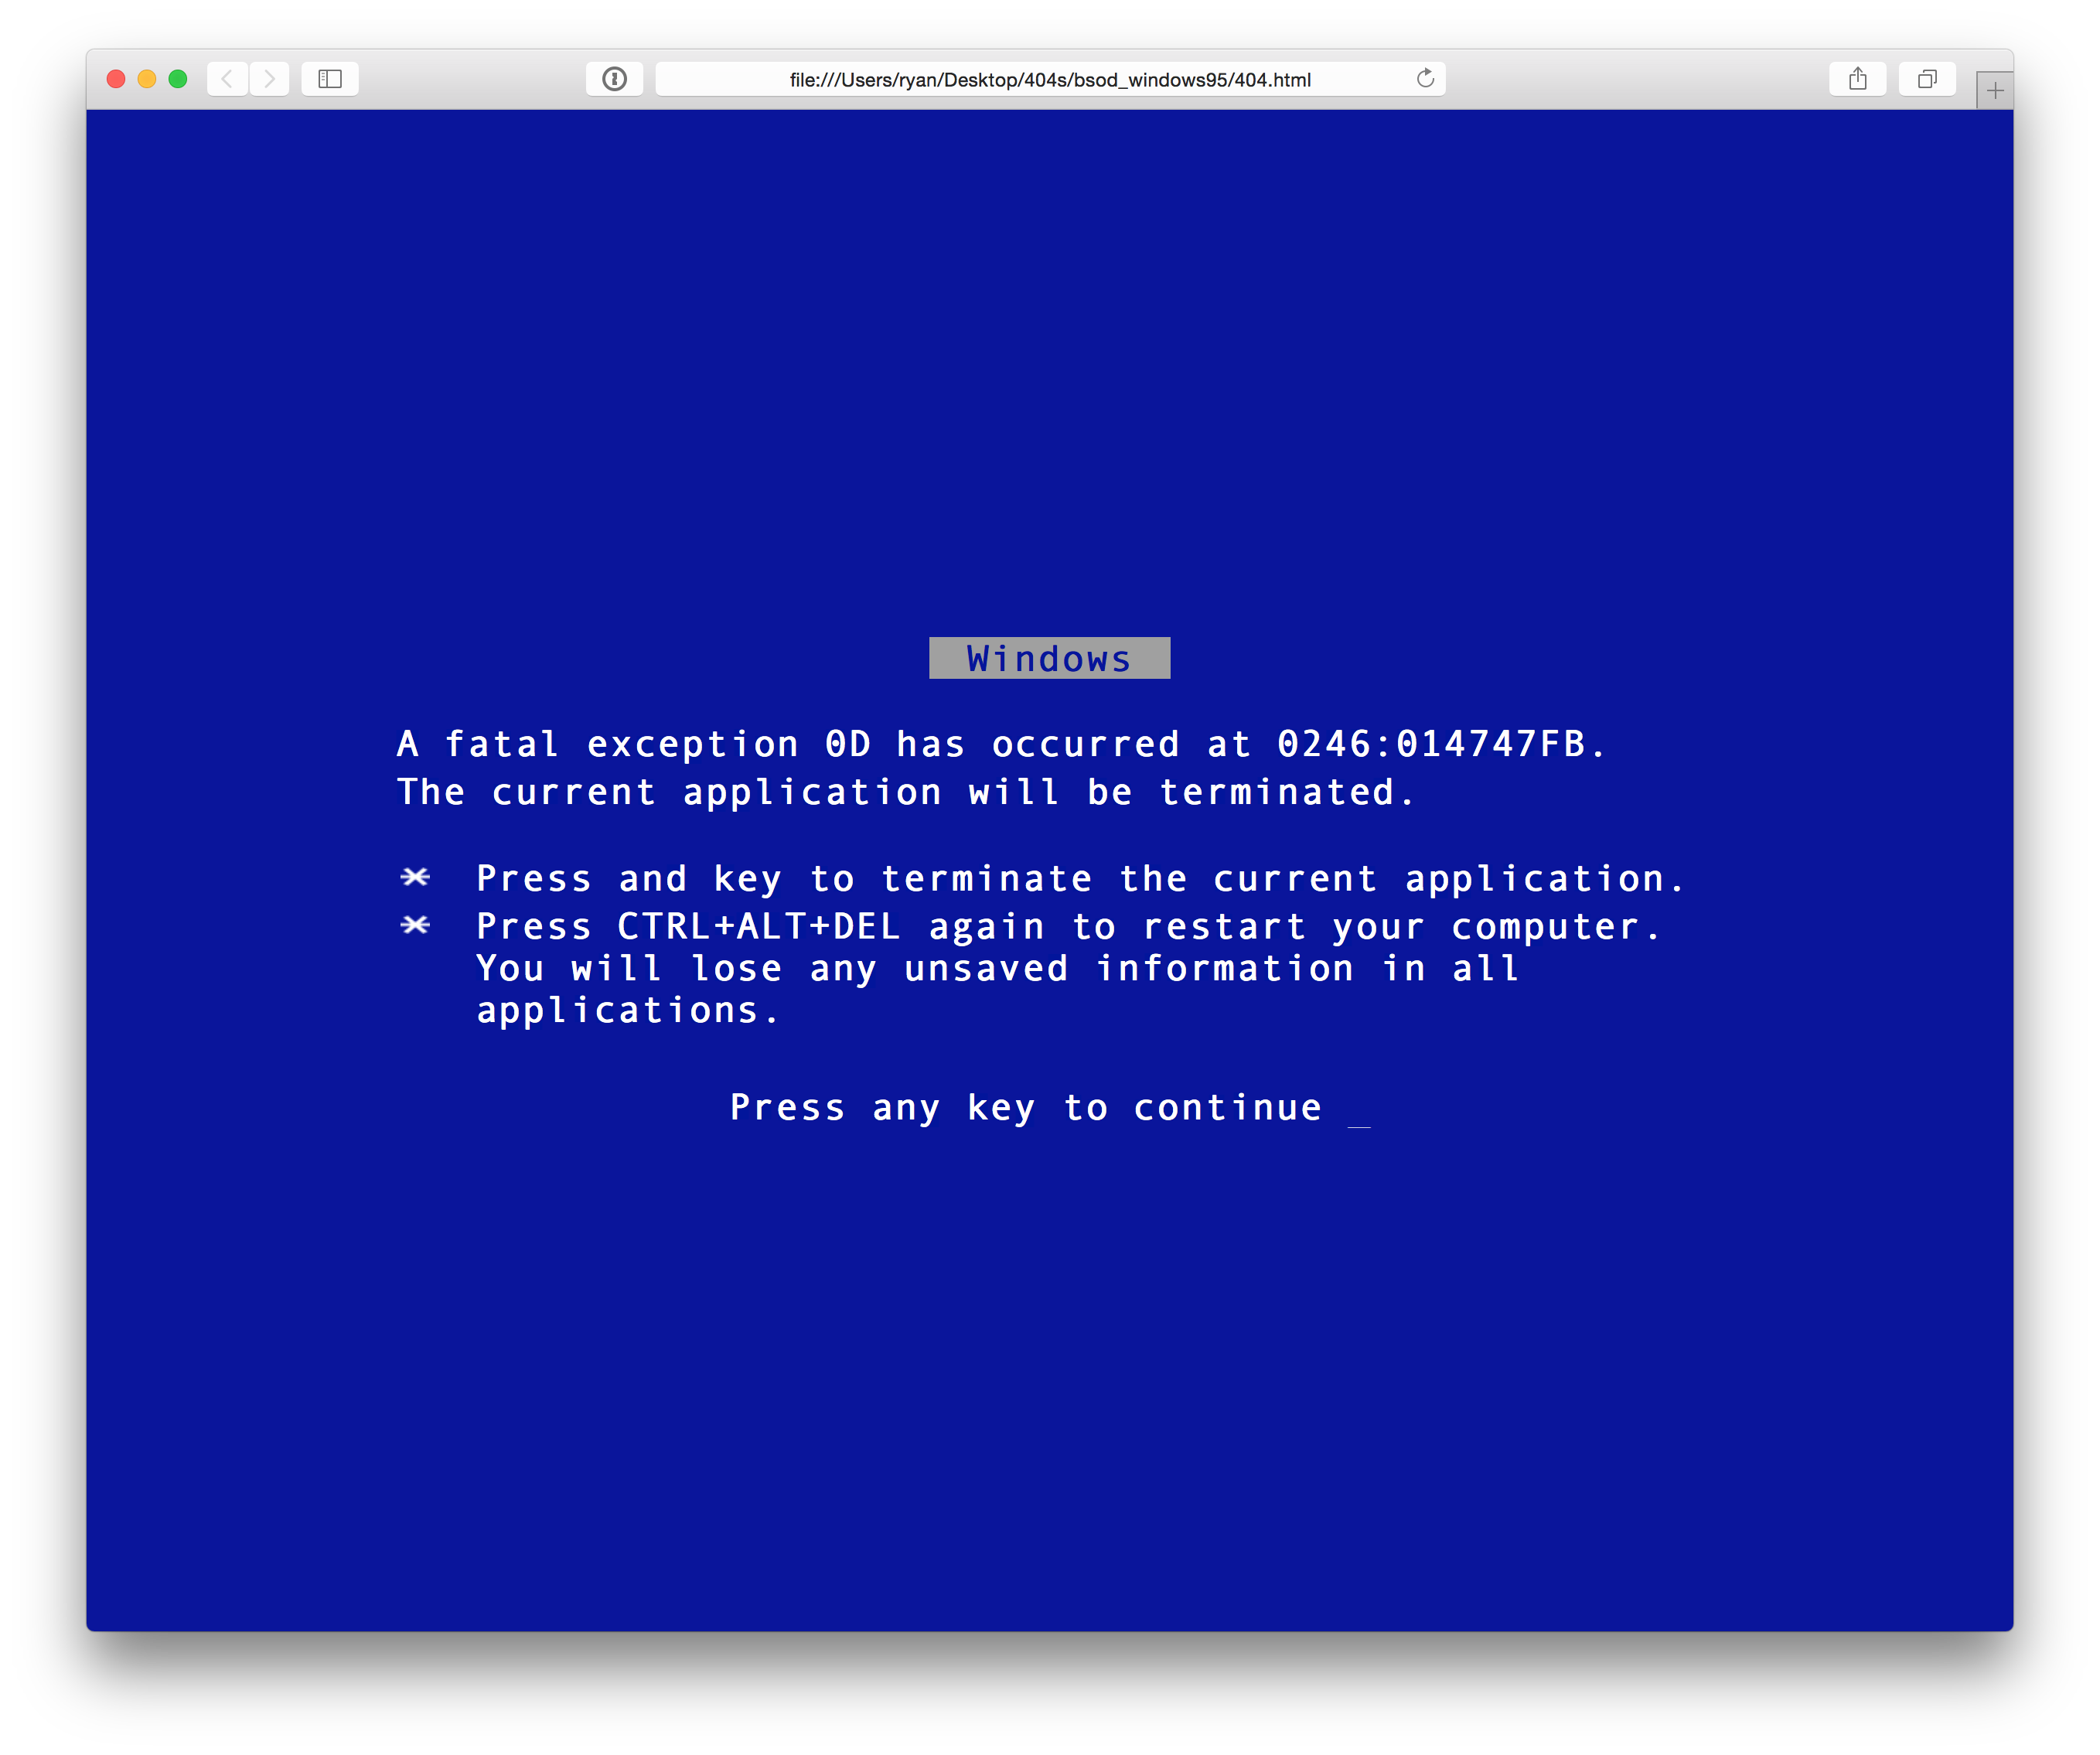 file:///Users/ryan/Desktop/404s/bsod_windows95/404.html
Windows
A fatal exception 0D has occurred at 0246:014747FB.
The current application will be terminated.
* Press and key to terminate the current application.
* Press CTRL+ALT+DEL again to restart your computer.
You will lose any unsaved information in all
applications.
Press any key to continue _